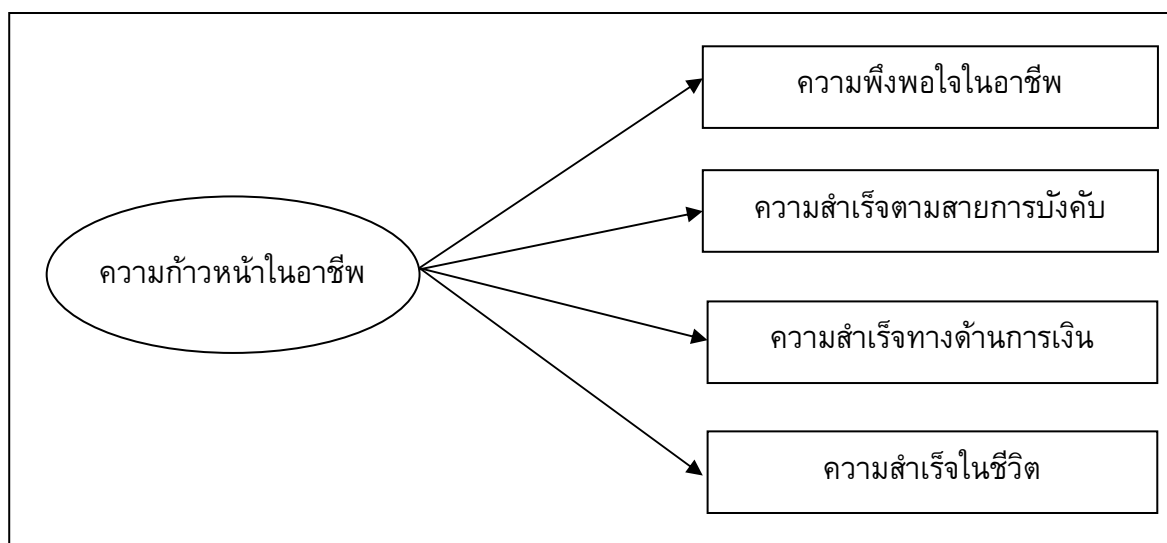 ความพึงพอใจในอาชีพ
ความสำเร็จตามสายการบังคับ
ความก้าวหน้าในอาชีพ
ความสำเร็จทางด้านการเงิน
ความสำเร็จในชีวิต